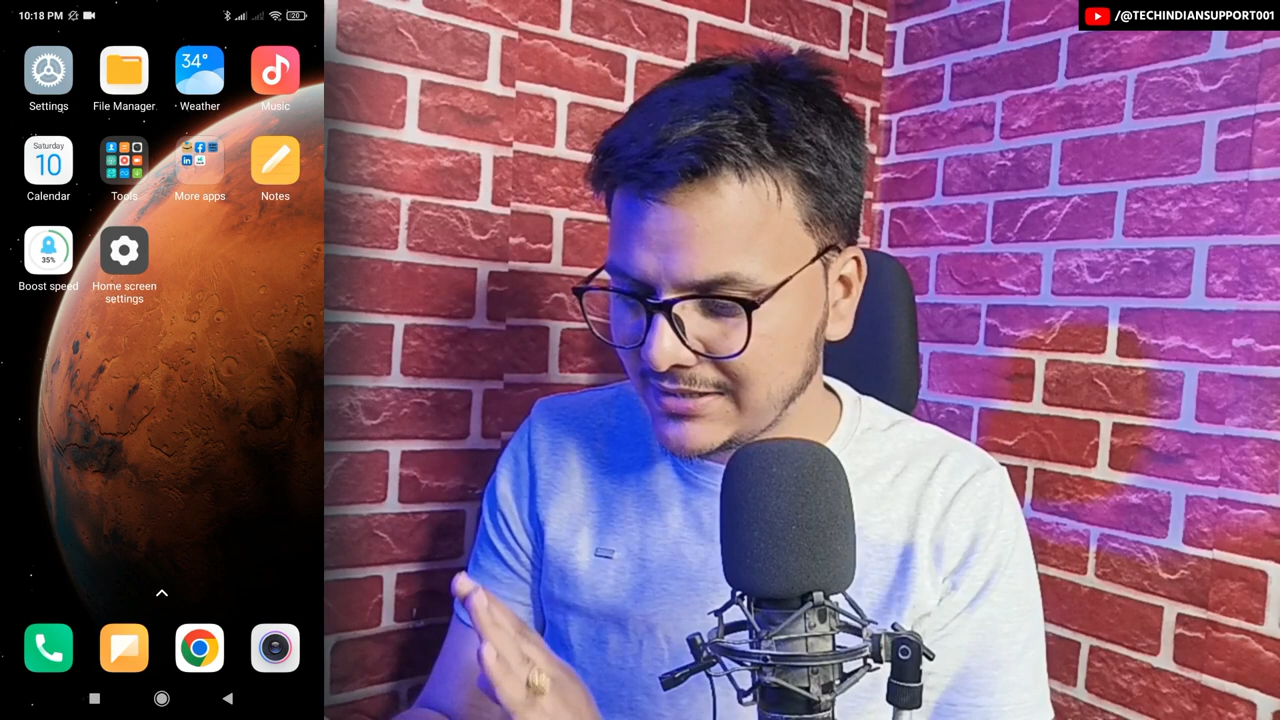 10:18 PM
20
/@TECHINDIANSUPPORT001
34°
Settings
File Manager
Weather
Music
Saturday
10
Calendar
Tools
More apps
Notes
35%
Boost speed
Home screen
settings